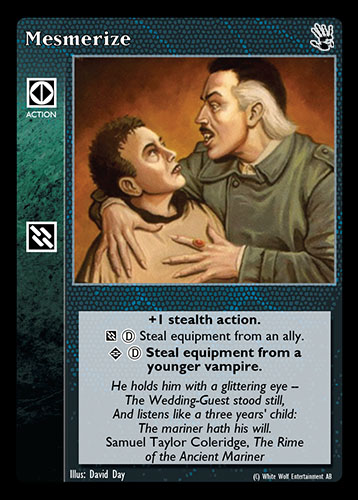 Mesmerize
ACTION
+1 stealth action.
D Steal equipment from an ally.
D Steal equipment from a
younger vampire.
He holds him with a glittering eye --
The Wedding-Guest stood still,
And listens like a three years' child:
The mariner hath his will.
Samuel Taylor Coleridge, The Rime
of the Ancient Mariner
Illus: David Day
(C) White Wolf Entertainment AB